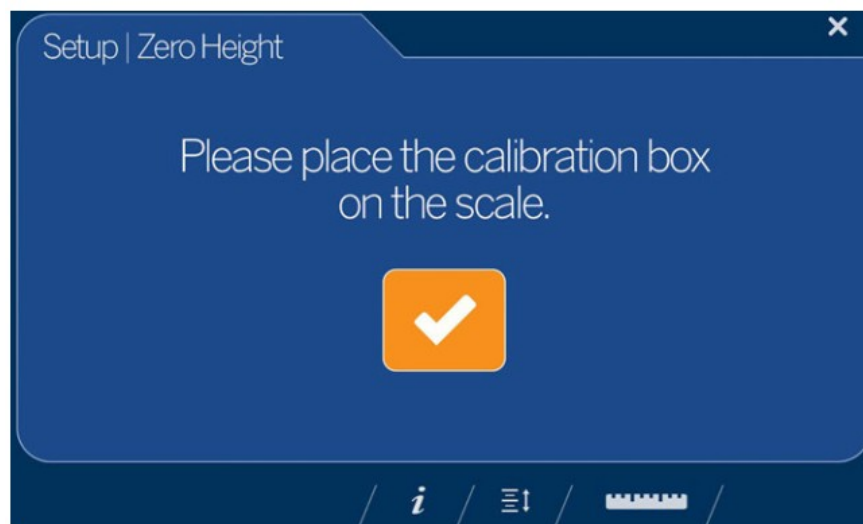 Setup | Zero Height
Please place the calibration box
on the scale.
i